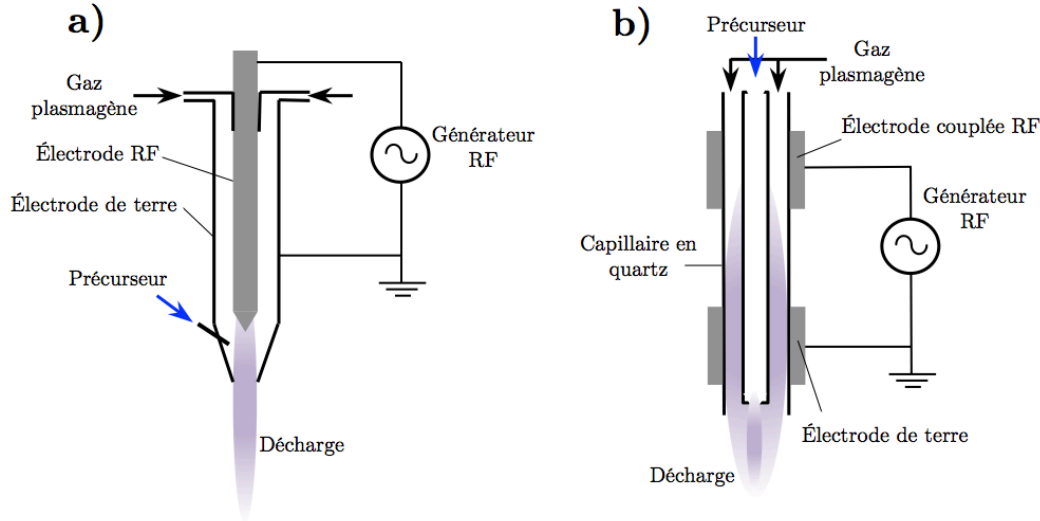 a)
Gaz
plasmagène
Électrode RF
Électrode de terre
Précurseur
Générateur
RF
Décharge
b)
Précurseur
Gaz
plasmagène
Électrode couplée RF
Générateur
RF
Capillaire en
quartz
Électrode de terre
Décharge